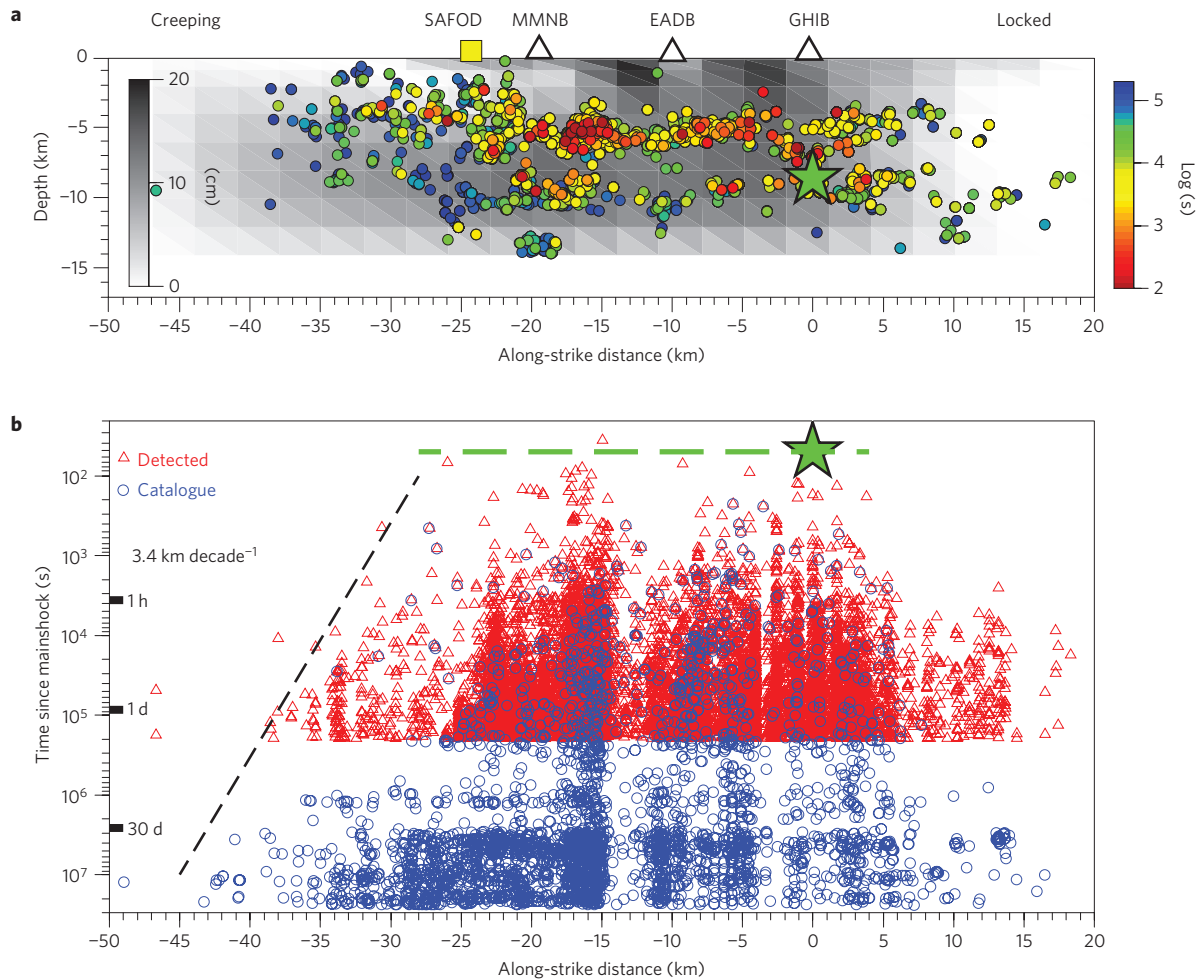 a
Creeping SAFOD MMNB EADB GHIB Locked
0
−5
−10
−15
Depth (km)
20
10
0
(cm)
5
4
3
2
Log (s)
−50 −45 −40 −35 −30 −25 −20 −15 −10 −5 0 5 10 15 20
Along-strike distance (km)
b
Detected
Catalogue
3.4 km decade⁻¹
10²
10³
1 h
10⁴
1 d
10⁵
10⁶
30 d
10⁷
Time since mainshock (s)
−50 −45 −40 −35 −30 −25 −20 −15 −10 −5 0 5 10 15 20
Along-strike distance (km)